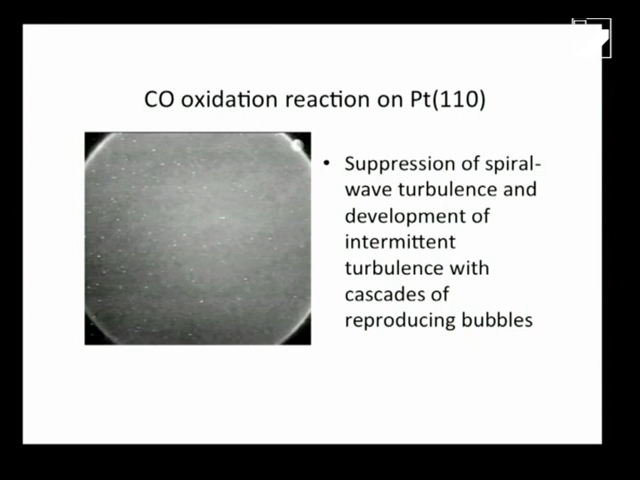 CO oxidation reaction on Pt(110)
• Suppression of spiral-
wave turbulence and
development of
intermittent
turbulence with
cascades of
reproducing bubbles